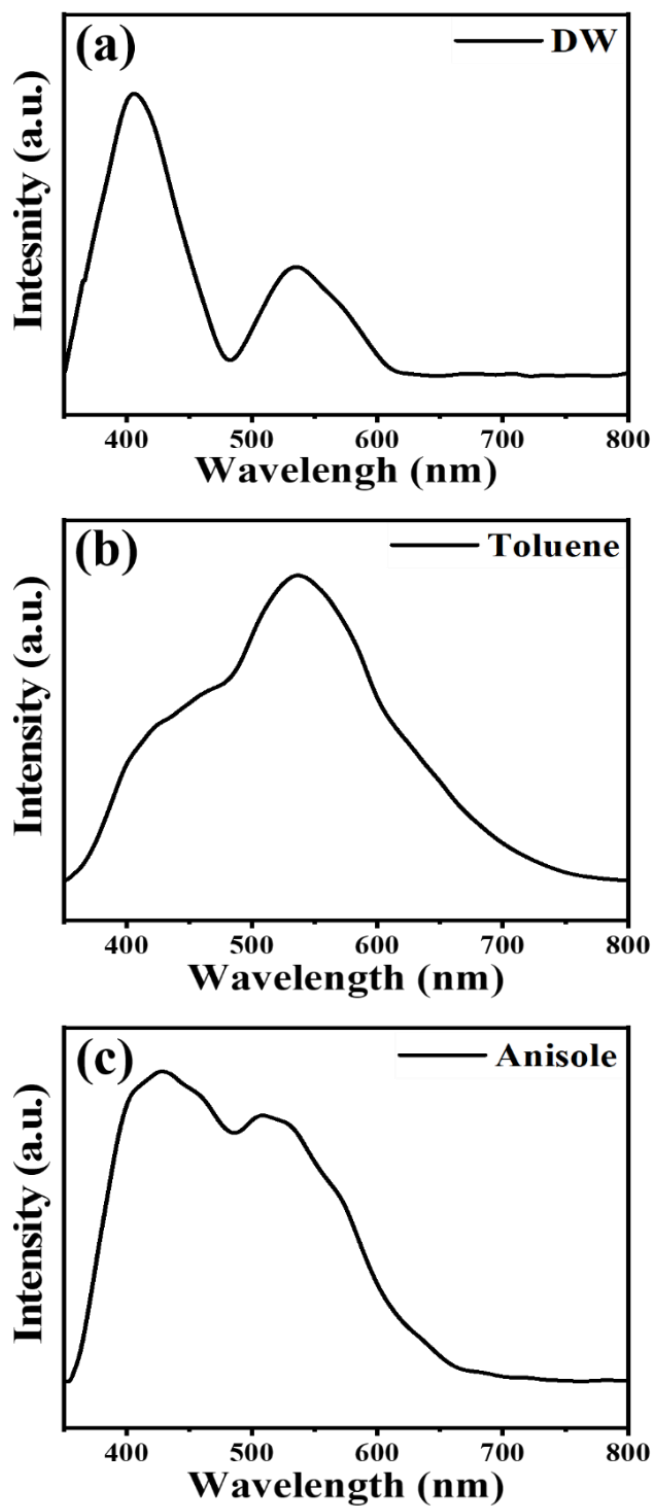 (a)
DW
Intesnity (a.u.)
400 500 600 700 800
Wavelengh (nm)
(b)
Toluene
Intensity (a.u.)
400 500 600 700 800
Wavelength (nm)
(c)
Anisole
Intensity (a.u.)
400 500 600 700 800
Wavelength (nm)